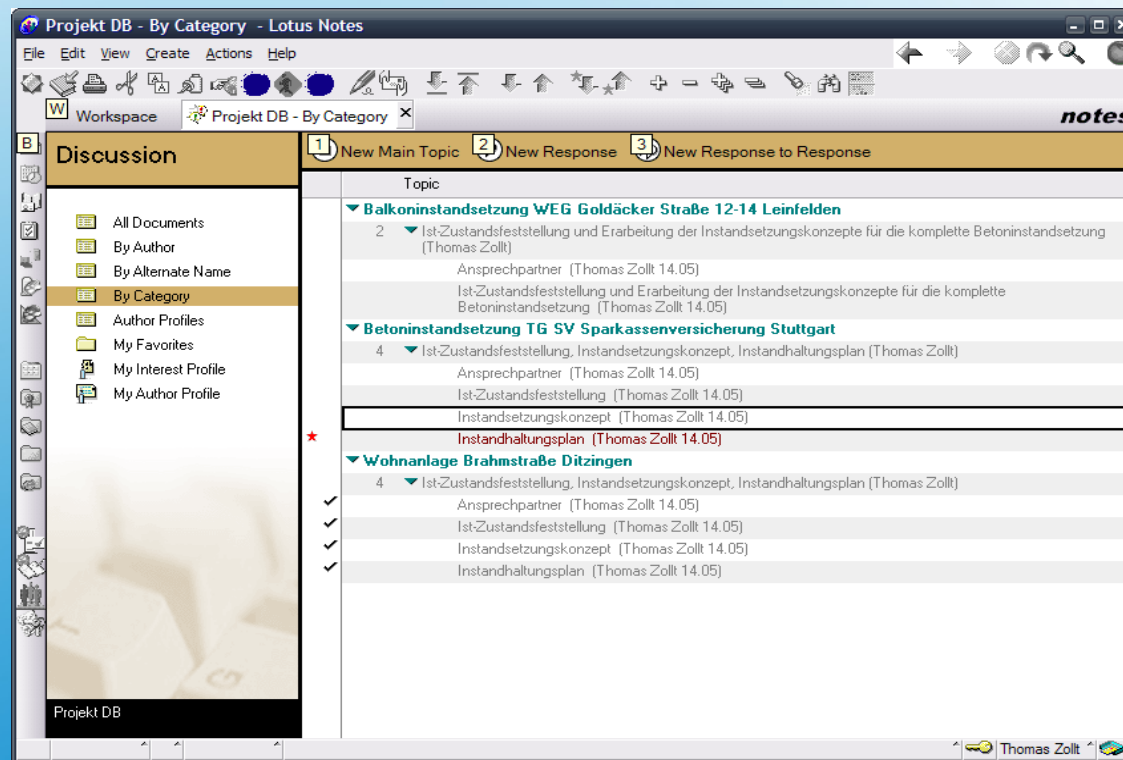 Projekt DB - By Category - Lotus Notes
File Edit View Create Actions Help
W Workspace Projekt DB - By Category notes
B Discussion 1 New Main Topic 2 New Response 3 New Response to Response
Topic
All Documents
By Author
By Alternate Name
By Category
Author Profiles
My Favorites
My Interest Profile
My Author Profile
Projekt DB
Balkoninstandsetzung WEG Goldäcker Straße 12-14 Leinfelden
2 Ist-Zustandsfeststellung und Erarbeitung der Instandsetzungskonzepte für die komplette Betoninstandsetzung
(Thomas Zollt)
Ansprechpartner (Thomas Zollt 14.05)
Ist-Zustandsfeststellung und Erarbeitung der Instandsetzungskonzepte für die komplette
Betoninstandsetzung (Thomas Zollt 14.05)
Betoninstandsetzung TG SV Sparkassenversicherung Stuttgart
4 Ist-Zustandsfeststellung, Instandsetzungskonzept, Instandhaltungsplan (Thomas Zollt)
Ansprechpartner (Thomas Zollt 14.05)
Ist-Zustandsfeststellung (Thomas Zollt 14.05)
Instandsetzungskonzept (Thomas Zollt 14.05)
Instandhaltungsplan (Thomas Zollt 14.05)
Wohnanlage Brahmstraße Ditzingen
4 Ist-Zustandsfeststellung, Instandsetzungskonzept, Instandhaltungsplan (Thomas Zollt)
Ansprechpartner (Thomas Zollt 14.05)
Ist-Zustandsfeststellung (Thomas Zollt 14.05)
Instandsetzungskonzept (Thomas Zollt 14.05)
Instandhaltungsplan (Thomas Zollt 14.05)
Thomas Zollt